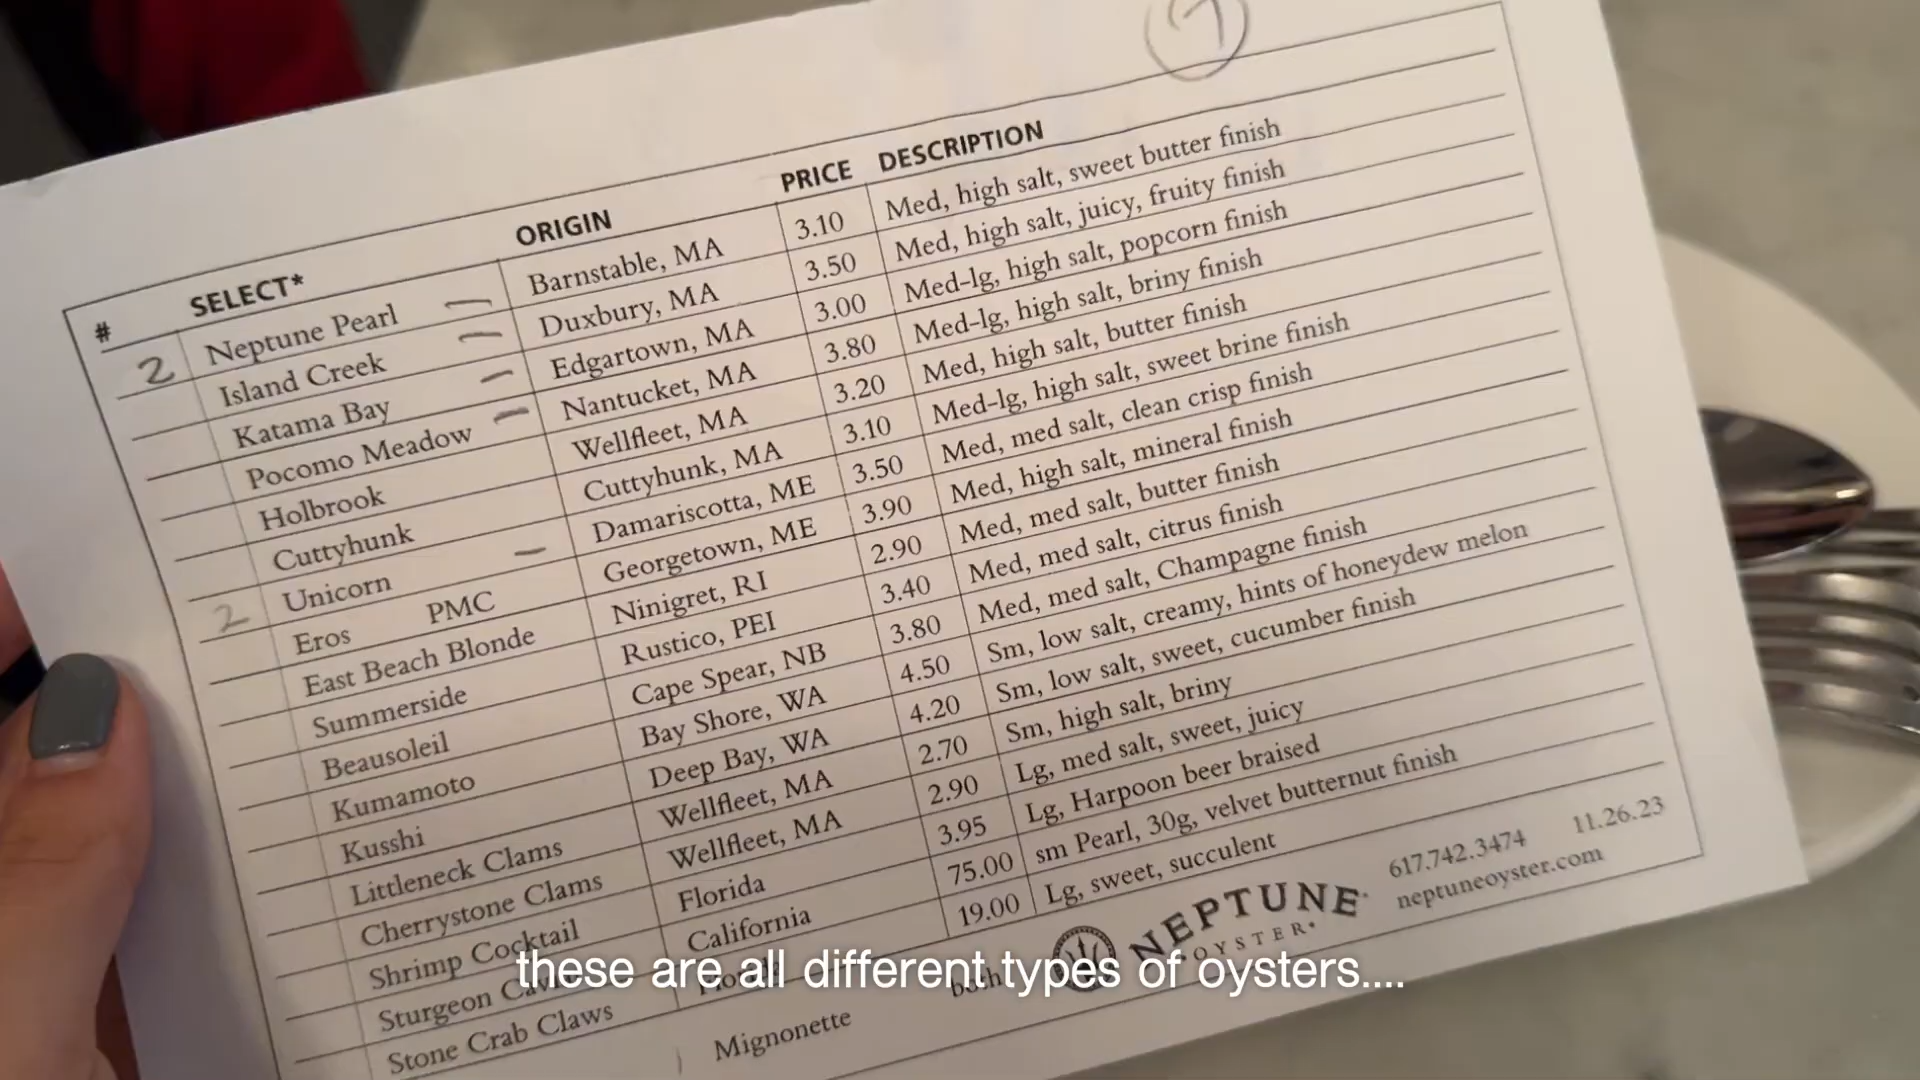 7
# SELECT* ORIGIN PRICE DESCRIPTION
2 Neptune Pearl — Barnstable, MA 3.10 Med, high salt, sweet butter finish
Island Creek — Duxbury, MA 3.50 Med, high salt, juicy, fruity finish
Katama Bay — Edgartown, MA 3.00 Med-lg, high salt, popcorn finish
Pocomo Meadow — Nantucket, MA 3.80 Med-lg, high salt, briny finish
Holbrook Wellfleet, MA 3.20 Med, high salt, butter finish
Cuttyhunk Cuttyhunk, MA 3.10 Med-lg, high salt, sweet brine finish
2 Unicorn — Damariscotta, ME 3.50 Med, med salt, clean crisp finish
Eros PMC Georgetown, ME 3.90 Med, high salt, mineral finish
East Beach Blonde Ninigret, RI 2.90 Med, med salt, butter finish
Summerside Rustico, PEI 3.40 Med, med salt, citrus finish
Beausoleil Cape Spear, NB 3.80 Med, med salt, Champagne finish
Kumamoto Bay Shore, WA 4.50 Sm, low salt, creamy, hints of honeydew melon
Kusshi Deep Bay, WA 4.20 Sm, low salt, sweet, cucumber finish
Littleneck Clams Wellfleet, MA 2.70 Sm, high salt, briny
Cherrystone Clams Wellfleet, MA 2.90 Lg, med salt, sweet, juicy
Shrimp Cocktail Florida 3.95 Lg, Harpoon beer braised
Sturgeon California 75.00 sm Pearl, 30g, velvet butternut finish
Stone Crab Claws 19.00 Lg, sweet, succulent
Mignonette both
NEPTUNE
OYSTER
617.742.3474 11.26.23
neptuneoyster.com
these are all different types of oysters....